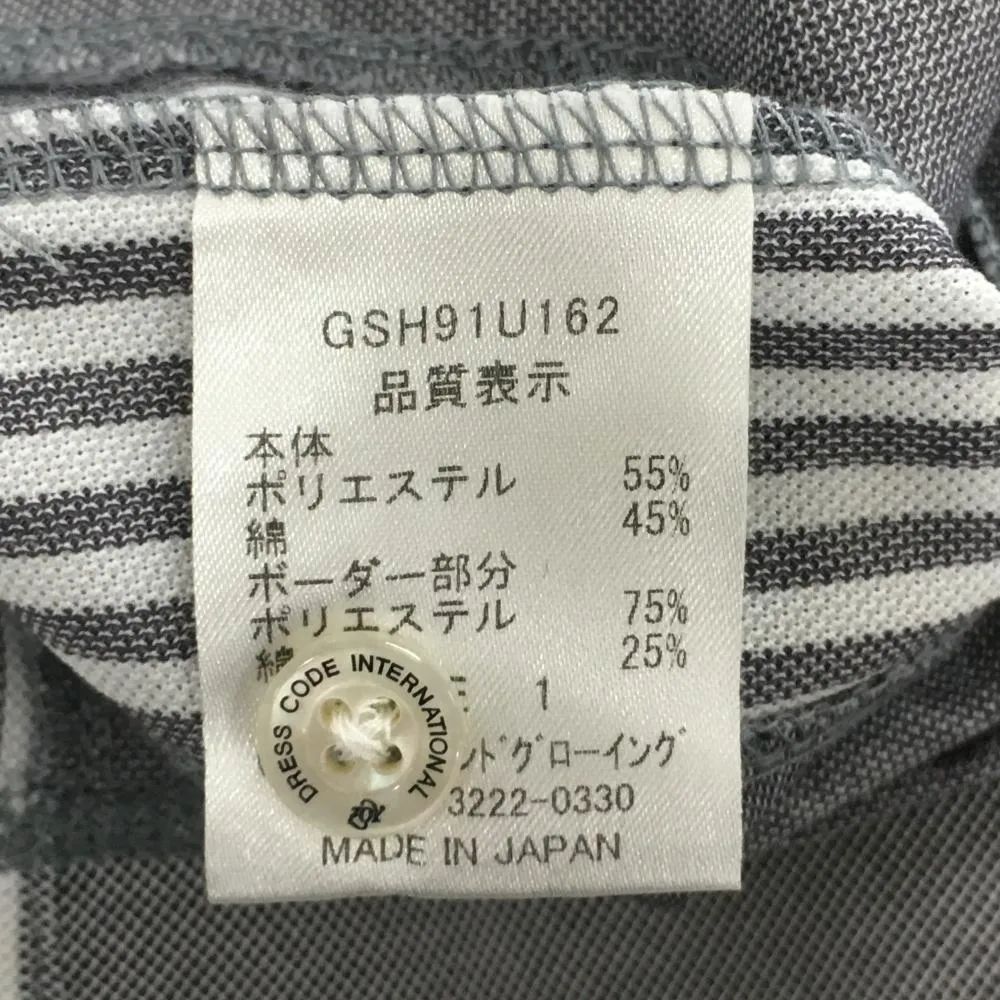 GSH91U162
品質表示
本体
ポリエステル 55%
綿 45%
ボーダー部分
ポリエステル 75%
綿 25%
1
ンドグローイング
3222-0330
MADE IN JAPAN
DRESS CODE INTERNATIONAL